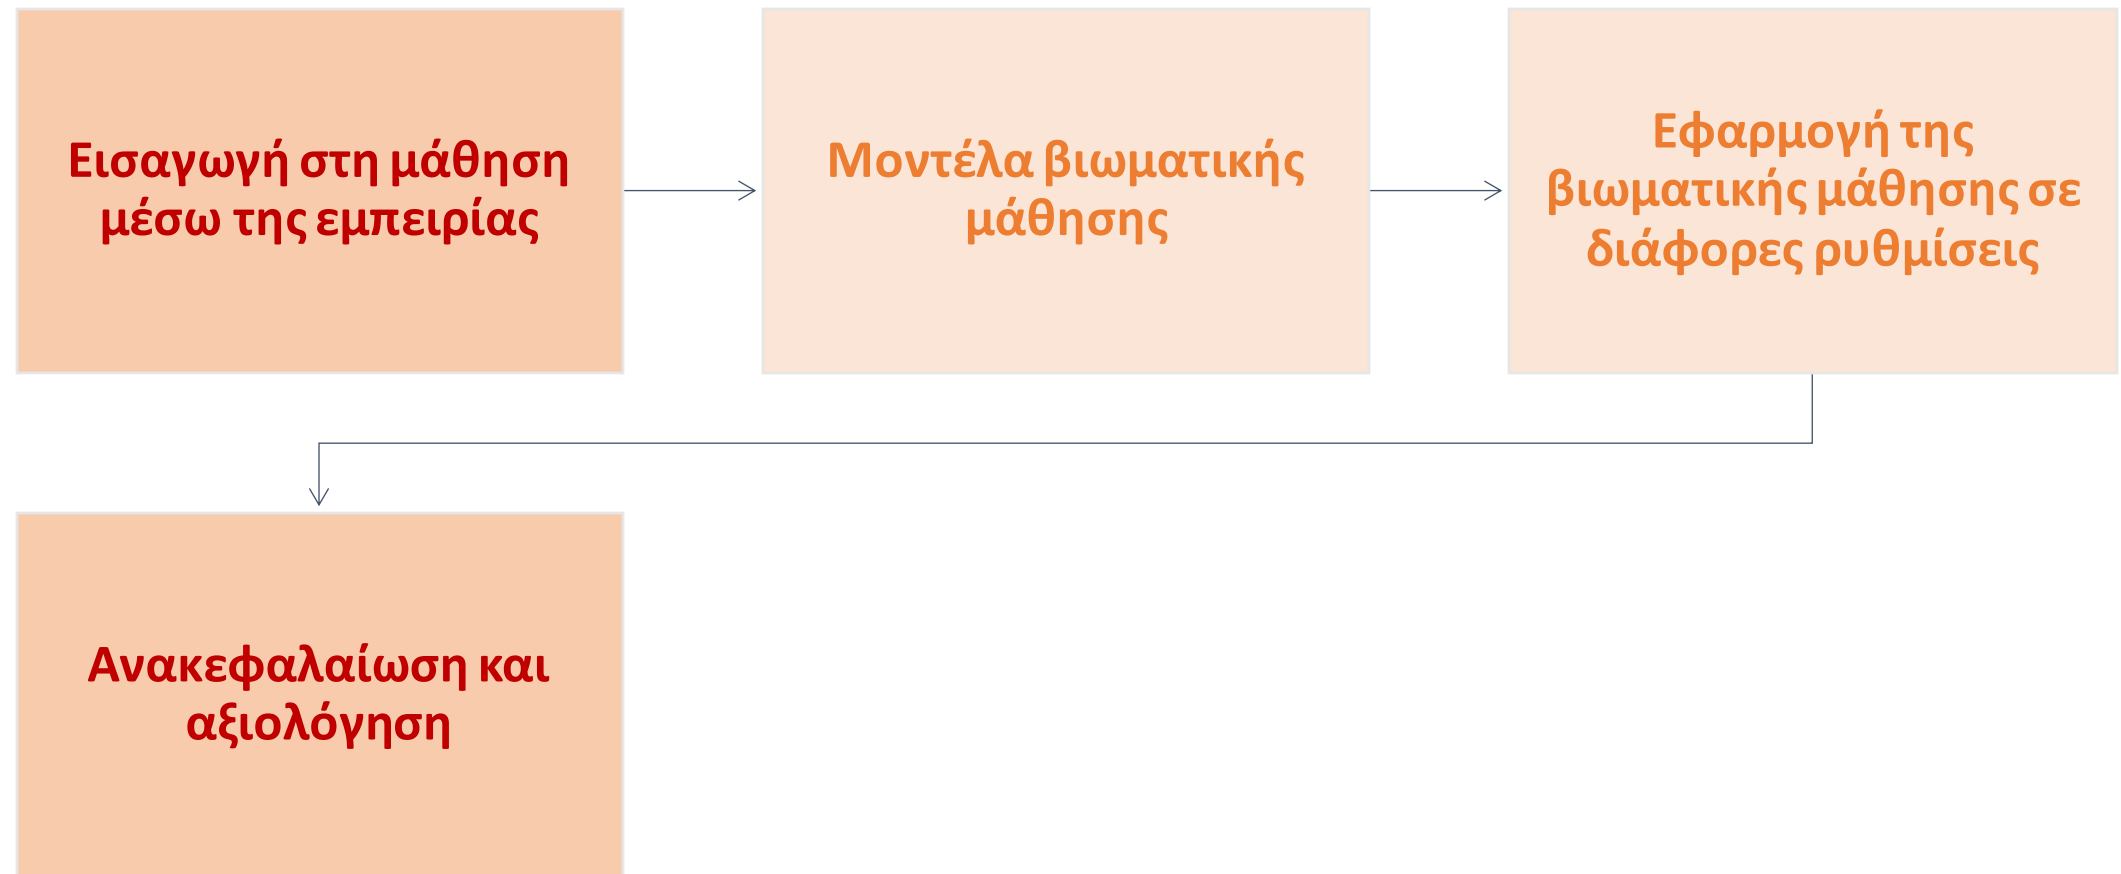 Εισαγωγή στη μάθηση
μέσω της εμπειρίας
Μοντέλα βιωματικής
μάθησης
Εφαρμογή της
βιωματικής μάθησης σε
διάφορες ρυθμίσεις
Ανακεφαλαίωση και
αξιολόγηση